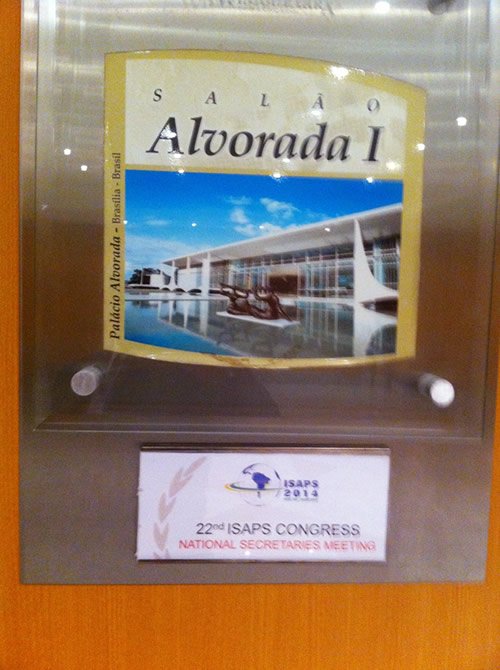 SALÃO
Alvorada I
Palácio Alvorada - Brasília - Brasil
ISAPS
2014
22nd ISAPS CONGRESS
NATIONAL SECRETARIES MEETING